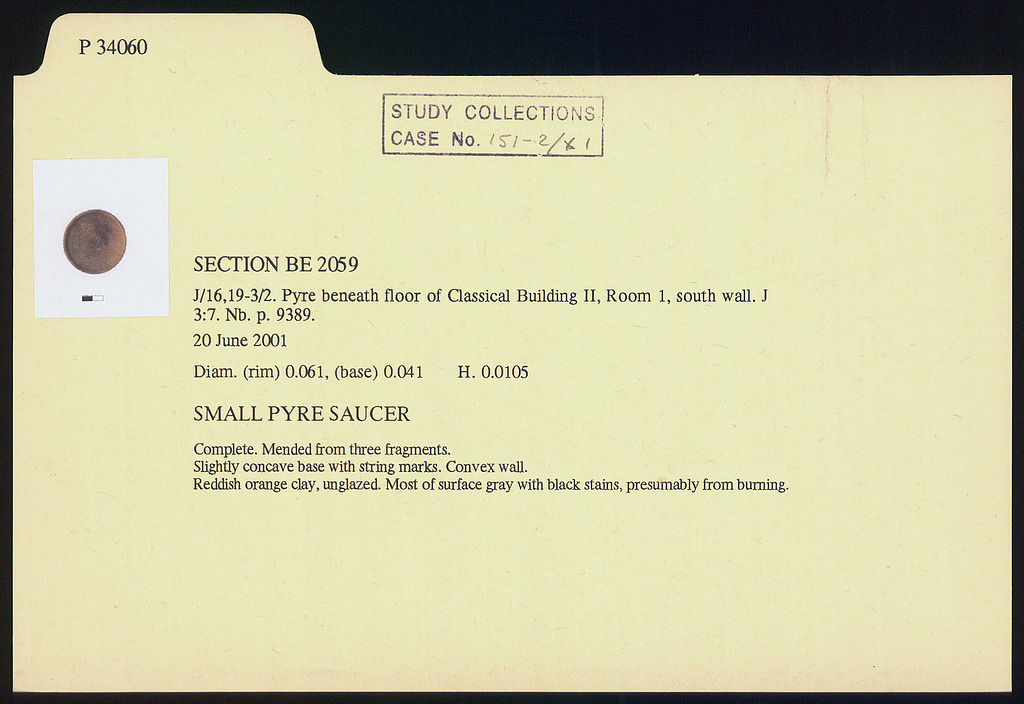 P 34060
STUDY COLLECTIONS
CASE No. 151-2/
SECTION BE 2059
J/16,19-3/2. Pyre beneath floor of Classical Building II, Room 1, south wall. J
3:7. Nb. p. 9389.
20 June 2001
Diam. (rim) 0.061, (base) 0.041 H. 0.0105
SMALL PYRE SAUCER
Complete. Mended from three fragments.
Slightly concave base with string marks. Convex wall.
Reddish orange clay, unglazed. Most of surface gray with black stains, presumably from burning.